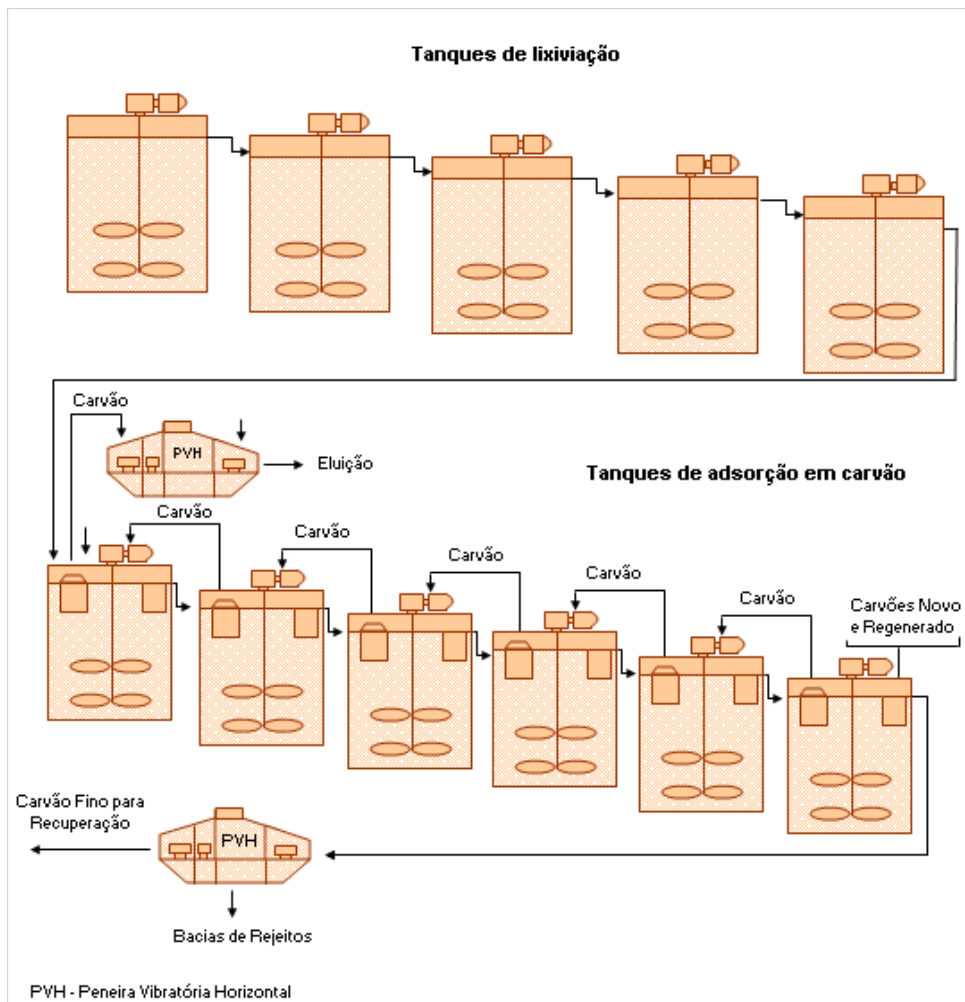 Tanques de lixiviação
Carvão
PVH
Eluição
Tanques de adsorção em carvão
Carvão
Carvão
Carvão
Carvão
Carvão
Carvões Novo
e Regenerado
Carvão Fino para
Recuperação
PVH
Bacias de Rejeitos
PVH - Peneira Vibratória Horizontal